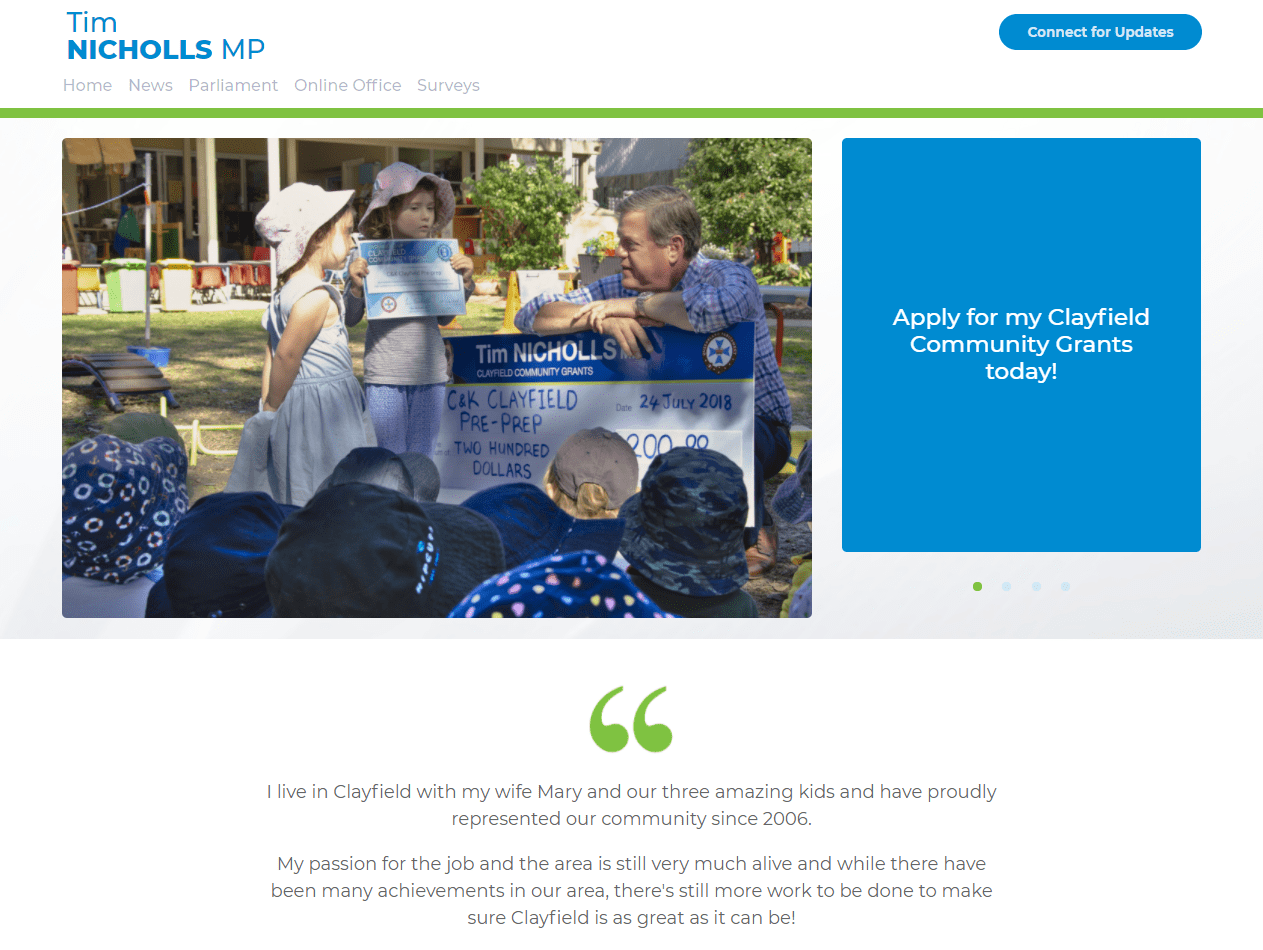 Tim
NICHOLLS MP
Connect for Updates
Home News Parliament Online Office Surveys
CLAYFIELD
COMMUNITY GRANTS
Tim NICHOLLS
CLAYFIELD COMMUNITY GRANTS
C&K CLAYFIELD
PRE-PREP
Date 24 JULY 2018
TWO HUNDRED
DOLLARS
RIPCURL
Apply for my Clayfield
Community Grants
today!
I live in Clayfield with my wife Mary and our three amazing kids and have proudly
represented our community since 2006.
My passion for the job and the area is still very much alive and while there have
been many achievements in our area, there's still more work to be done to make
sure Clayfield is as great as it can be!